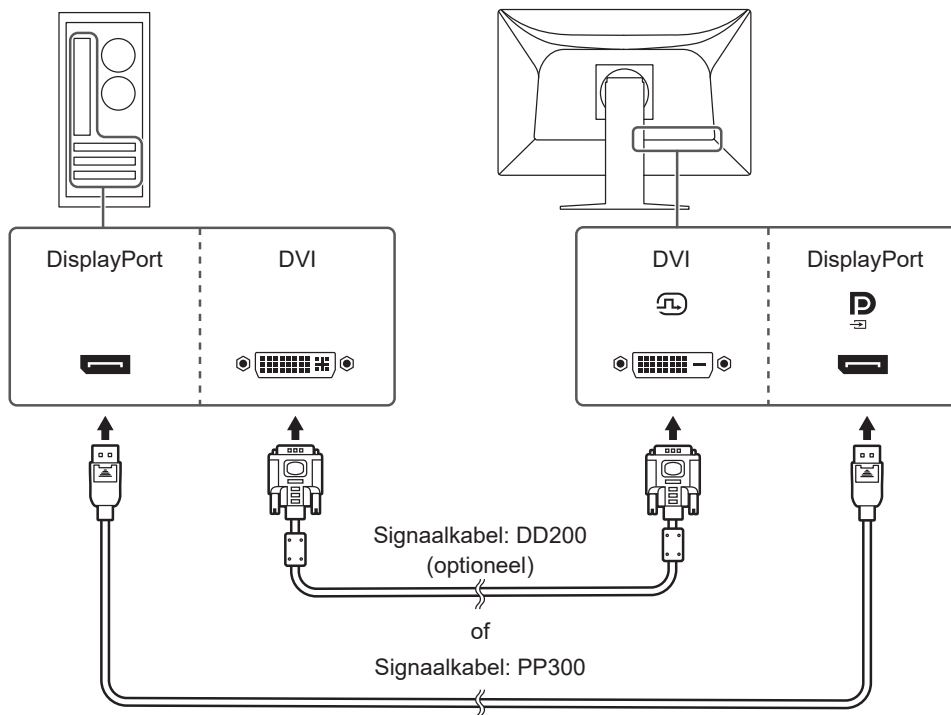 DisplayPort
DVI
DVI
DisplayPort
Signaalkabel: DD200
(optioneel)
of
Signaalkabel: PP300